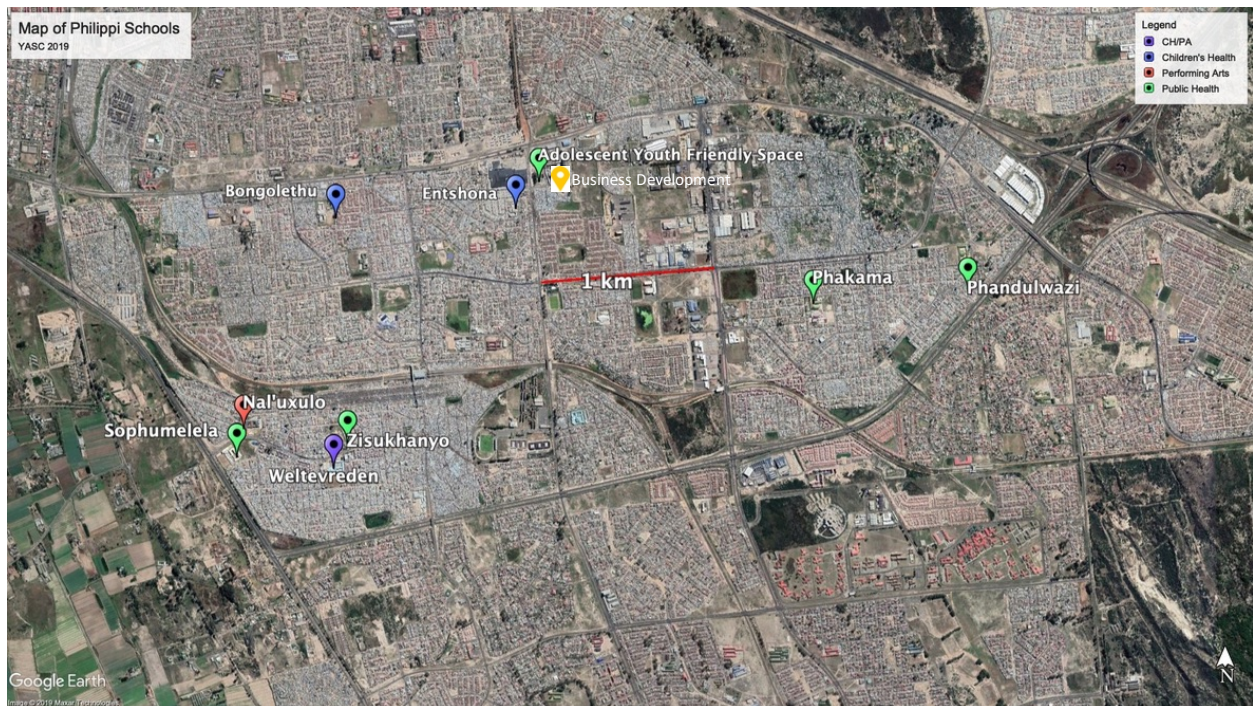 Map of Philippi Schools
YASC 2019
Legend
CH/PA
Children's Health
Performing Arts
Public Health
Adolescent Youth Friendly Space
Business Development
Bongolethu
Entshona
1 km
Phakama
Phandulwazi
Nal'uxulo
Sophumelela
Zisukhanyo
Weltevreden
Google Earth
Image © 2019 Maxar Technologies
N